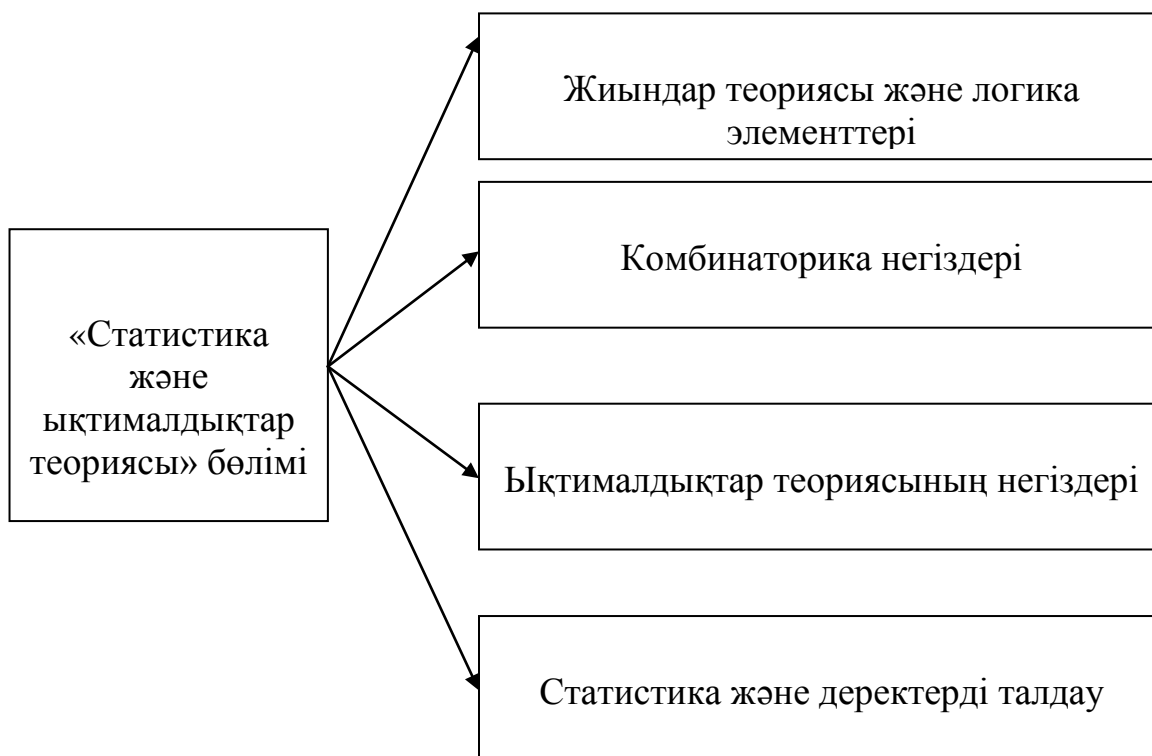 Жиындар теориясы және логика
элементтері
Комбинаторика негіздері
«Статистика
және
ықтималдықтар
теориясы» бөлімі
Ықтималдықтар теориясының негіздері
Статистика және деректерді талдау